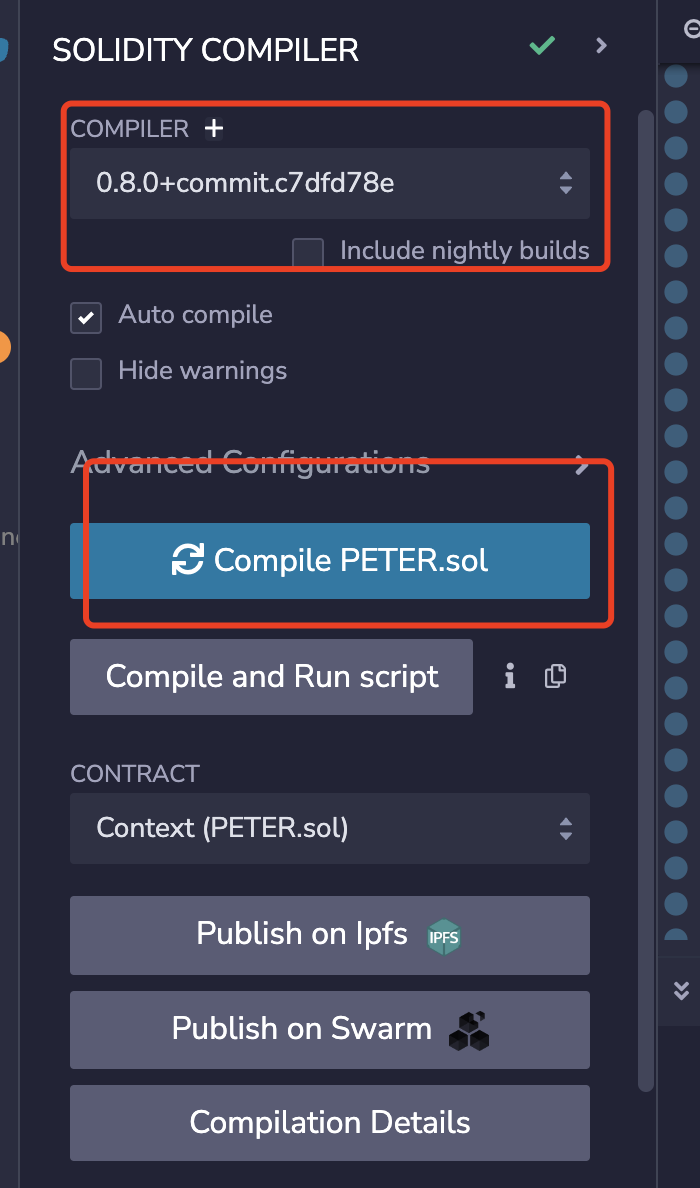 SOLIDITY COMPILER
COMPILER +
0.8.0+commit.c7dfd78e
Include nightly builds
Auto compile
Hide warnings
Advanced Configurations
Compile PETER.sol
Compile and Run script
CONTRACT
Context (PETER.sol)
Publish on Ipfs IPFS
Publish on Swarm
Compilation Details